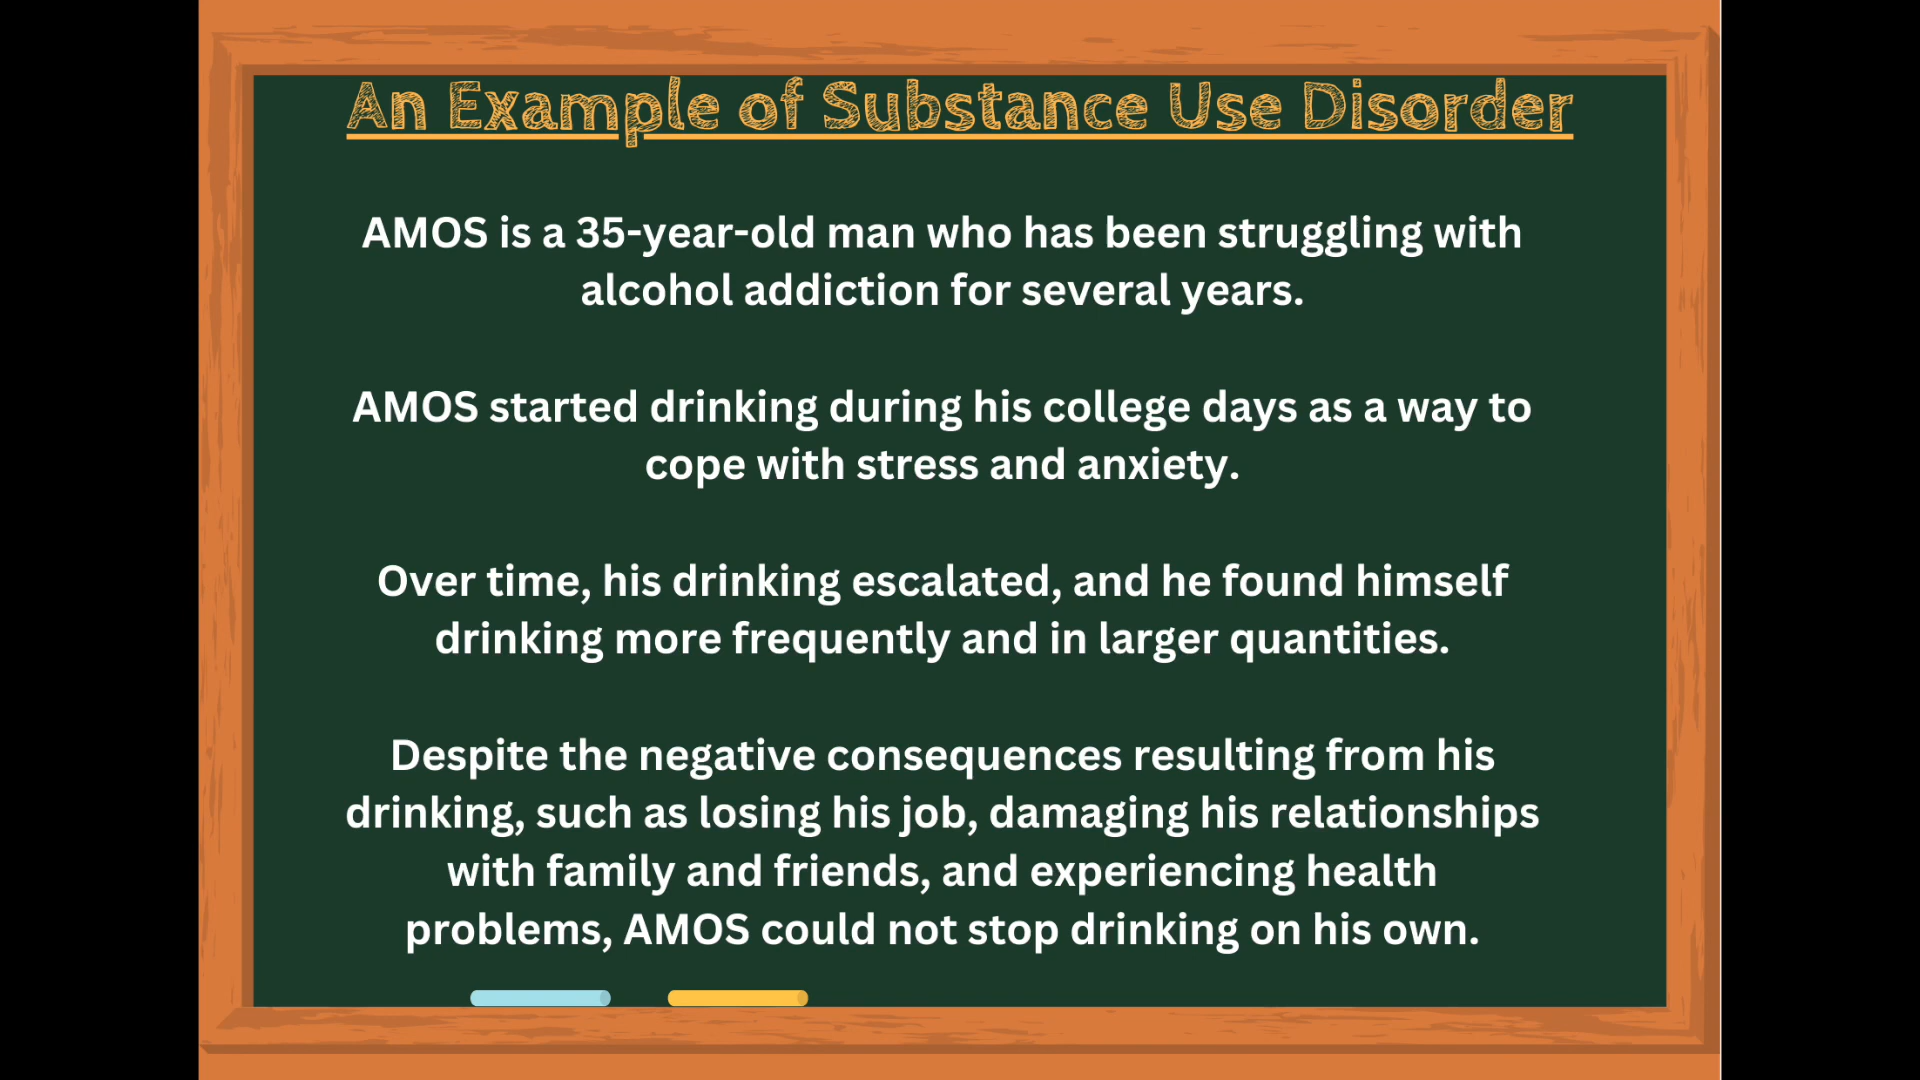 An Example of Substance Use Disorder
AMOS is a 35-year-old man who has been struggling with
alcohol addiction for several years.
AMOS started drinking during his college days as a way to
cope with stress and anxiety.
Over time, his drinking escalated, and he found himself
drinking more frequently and in larger quantities.
Despite the negative consequences resulting from his
drinking, such as losing his job, damaging his relationships
with family and friends, and experiencing health
problems, AMOS could not stop drinking on his own.